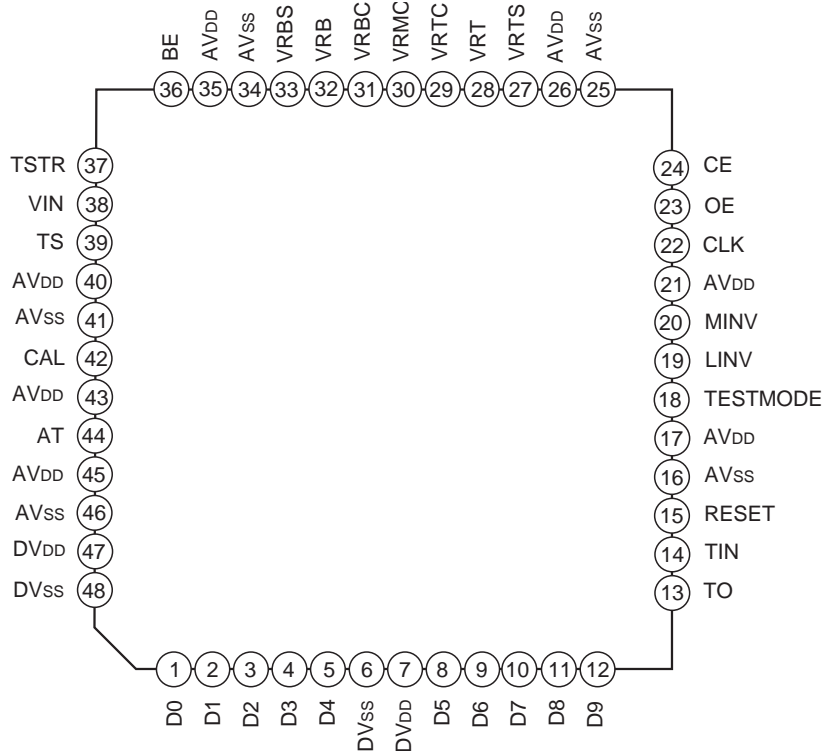 BE AVDD AVSS VRBS VRB VRBC VRMC VRTC VRT VRTS AVDD AVSS
36 35 34 33 32 31 30 29 28 27 26 25
TSTR 37
VIN 38
TS 39
AVDD 40
AVSS 41
CAL 42
AVDD 43
AT 44
AVDD 45
AVSS 46
DVDD 47
DVSS 48
24 CE
23 OE
22 CLK
21 AVDD
20 MINV
19 LINV
18 TESTMODE
17 AVDD
16 AVSS
15 RESET
14 TIN
13 TO
1 2 3 4 5 6 7 8 9 10 11 12
D0 D1 D2 D3 D4 DVSS DVDD D5 D6 D7 D8 D9